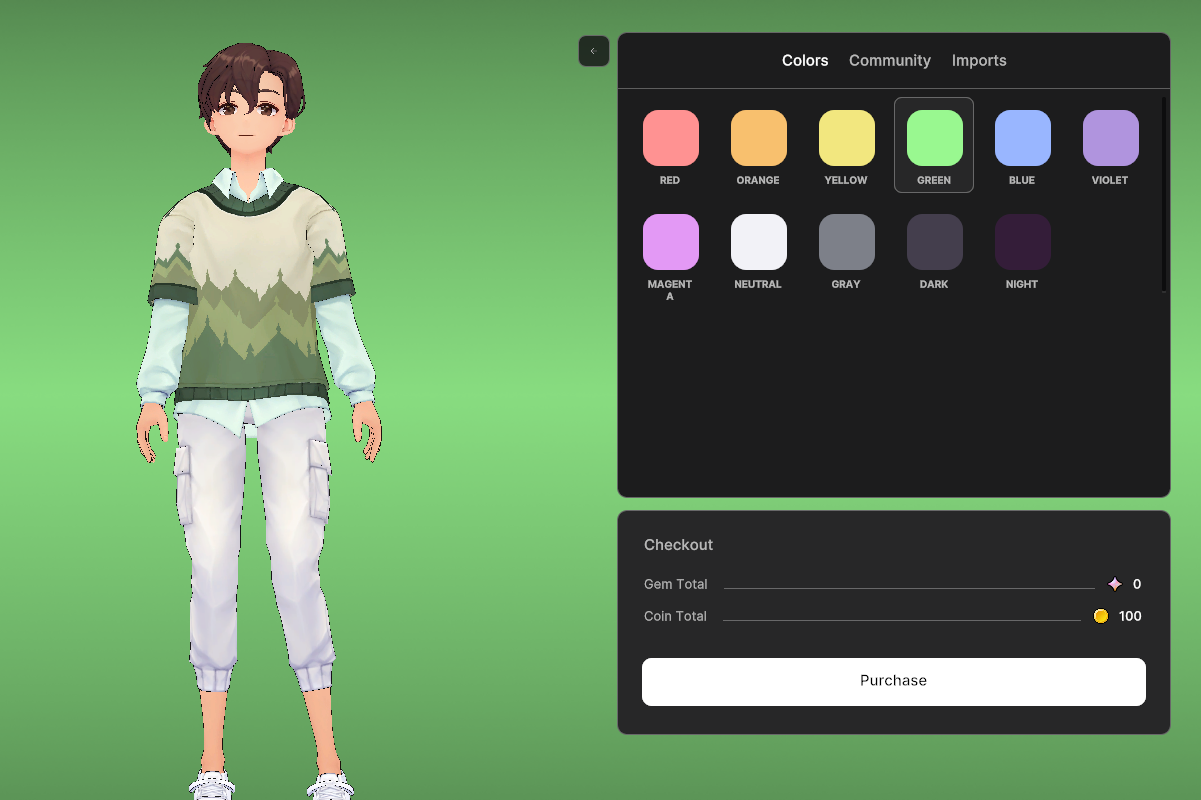 Colors Community Imports
RED ORANGE YELLOW GREEN BLUE VIOLET
MAGENT
A NEUTRAL GRAY DARK NIGHT
Checkout
Gem Total 0
Coin Total 100
Purchase